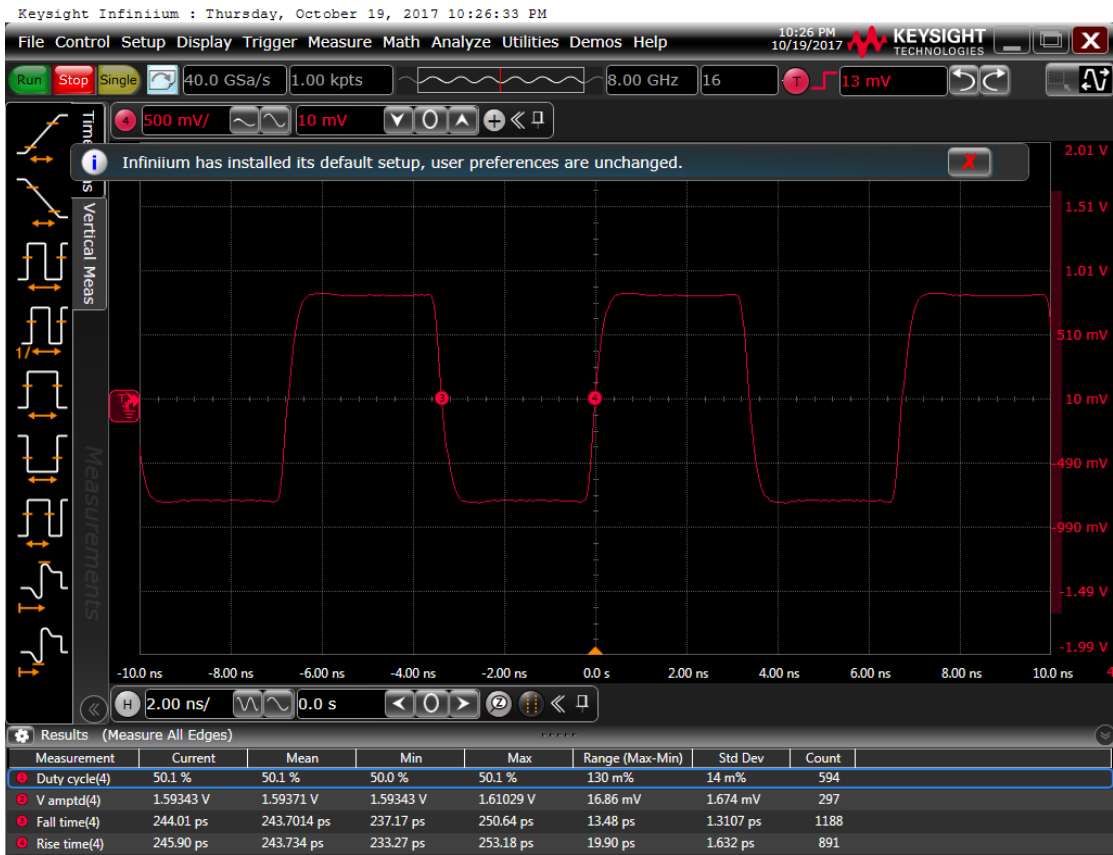 Keysight Infiniium : Thursday, October 19, 2017 10:26:33 PM
File Control Setup Display Trigger Measure Math Analyze Utilities Demos Help
10:26 PM
10/19/2017
KEYSIGHT
TECHNOLOGIES
Run Stop Single 40.0 GSa/s 1.00 kpts 8.00 GHz 16 T 13 mV
4 500 mV/ 10 mV
i Infiniium has installed its default setup, user preferences are unchanged. X
Vertical Meas
Measurements
1/
2.01 V
1.51 V
1.01 V
510 mV
10 mV
-490 mV
-990 mV
-1.49 V
-1.99 V
T
3
4
-10.0 ns -8.00 ns -6.00 ns -4.00 ns -2.00 ns 0.0 s 2.00 ns 4.00 ns 6.00 ns 8.00 ns 10.0 ns
H 2.00 ns/ 0.0 s
Results (Measure All Edges)
Measurement Current Mean Min Max Range (Max-Min) Std Dev Count
1 Duty cycle(4) 50.1 % 50.1 % 50.0 % 50.1 % 130 m% 14 m% 594
2 V amptd(4) 1.59343 V 1.59371 V 1.59343 V 1.61029 V 16.86 mV 1.674 mV 297
3 Fall time(4) 244.01 ps 243.7014 ps 237.17 ps 250.64 ps 13.48 ps 1.3107 ps 1188
4 Rise time(4) 245.90 ps 243.734 ps 233.27 ps 253.18 ps 19.90 ps 1.632 ps 891